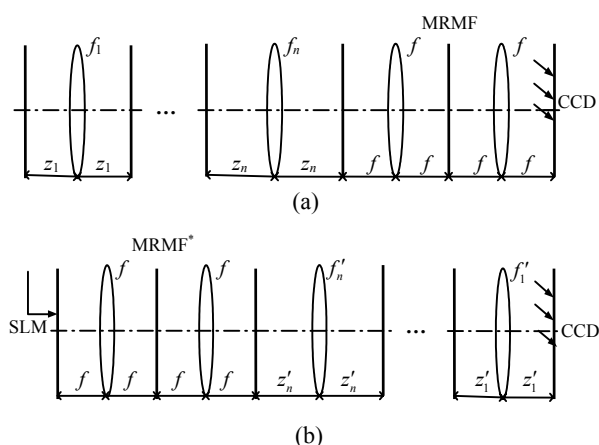 MRMF
f₁ ... fₙ f f
CCD
z₁ z₁ zₙ zₙ f f f f
(a)
MRMF*
f f f′ₙ f′₁
SLM ... CCD
f f f f z′ₙ z′ₙ z′₁ z′₁
(b)